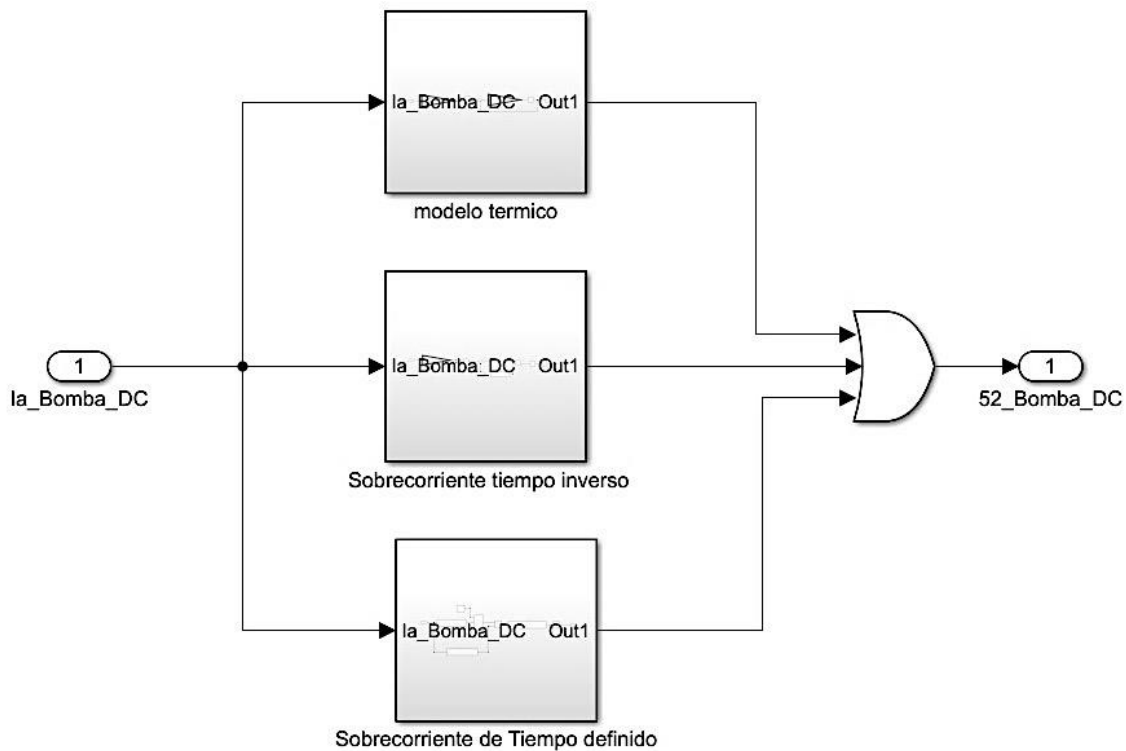 Ia_Bomba_DC Out1
modelo termico
1
Ia_Bomba_DC
Ia_Bomba_DC Out1
Sobrecorriente tiempo inverso
1
52_Bomba_DC
Ia_Bomba_DC Out1
Sobrecorriente de Tiempo definido